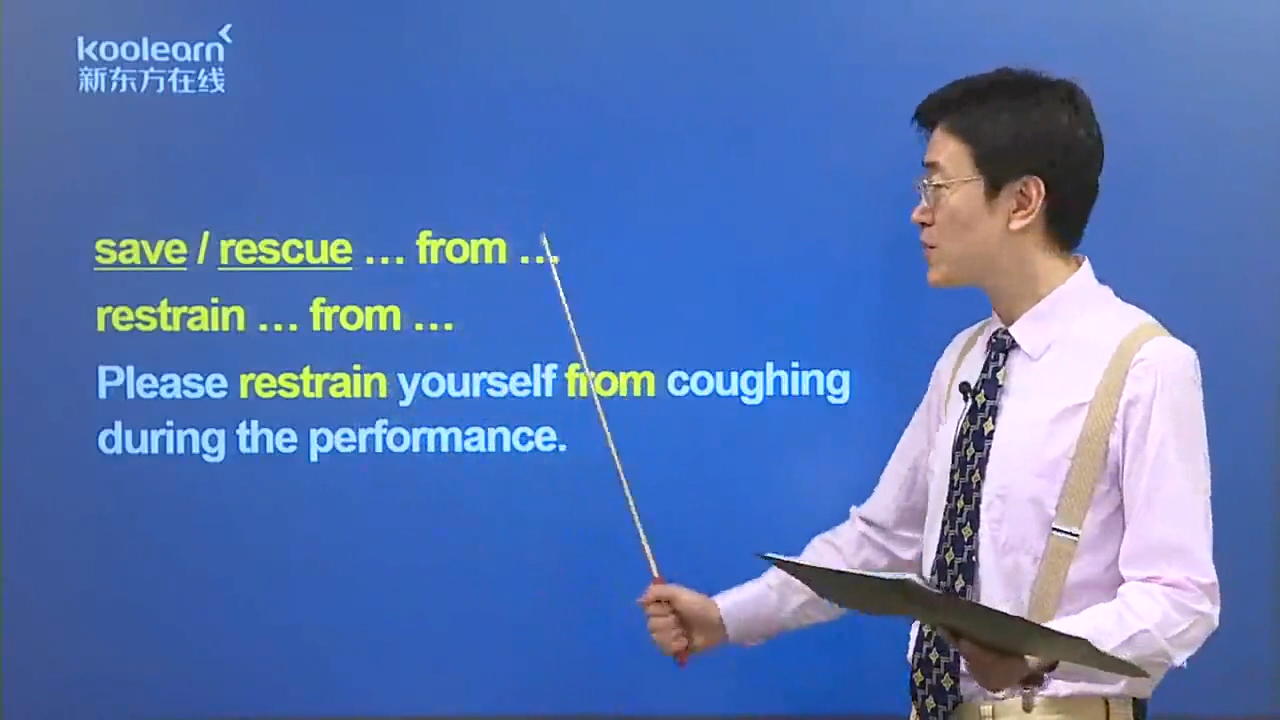 koolearn
新东方在线
save / rescue … from …
restrain … from …
Please restrain yourself from coughing
during the performance.